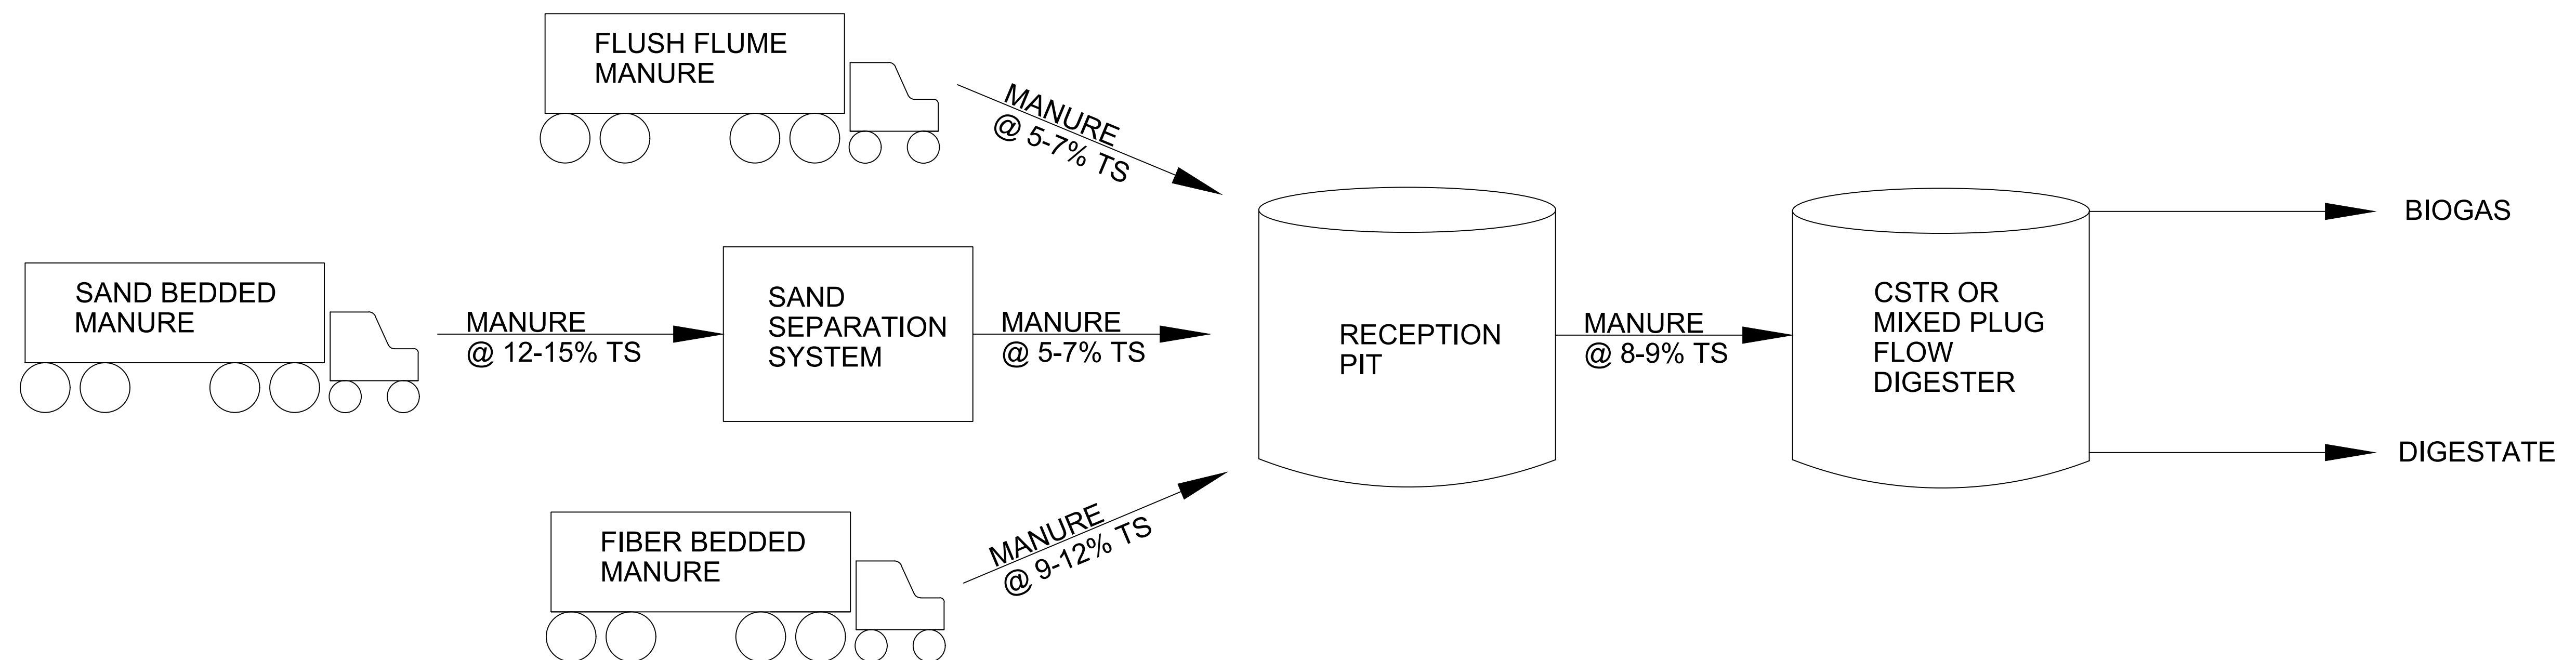 FLUSH FLUME
MANURE
MANURE
@ 5-7% TS
SAND BEDDED
MANURE
MANURE
@ 12-15% TS
SAND
SEPARATION
SYSTEM
MANURE
@ 5-7% TS
FIBER BEDDED
MANURE
MANURE
@ 9-12% TS
RECEPTION
PIT
MANURE
@ 8-9% TS
CSTR OR
MIXED PLUG
FLOW
DIGESTER
BIOGAS
DIGESTATE